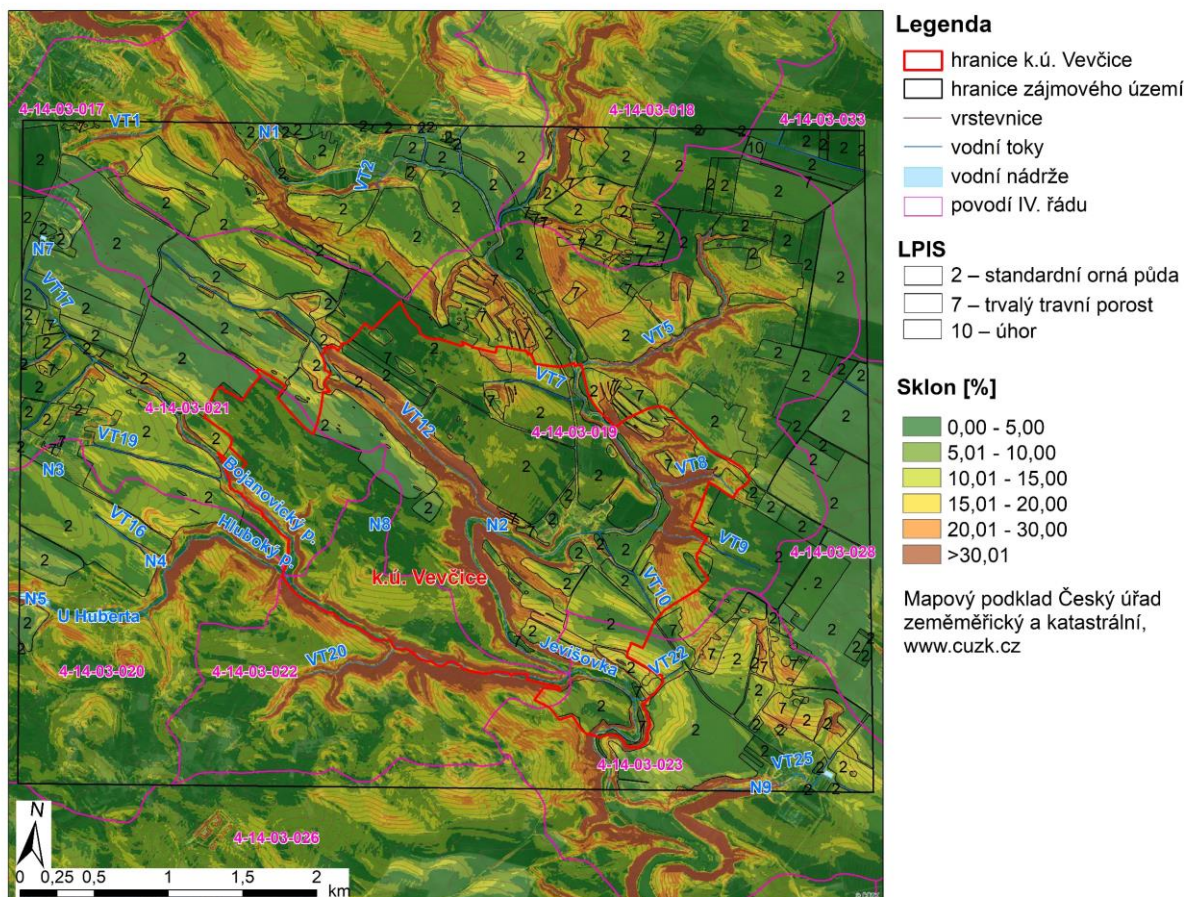 4-14-03-017
VT1
N1
VT2
4-14-03-018
4-14-03-033
N7
VT17
VT5
VT7
4-14-03-021
VT12
4-14-03-019
VT19
N3
Bojanovický p.
VT8
VT16
Hluboký p.
N8
N2
VT9
4-14-03-028
N4
k.ú. Vevčice
VT10
N5
U Huberta
Jevišovka
VT22
4-14-03-020
4-14-03-022
VT20
4-14-03-023
VT25
N9
4-14-03-026
N
0 0,25 0,5 1 1,5 2
km
Legenda
hranice k.ú. Vevčice
hranice zájmového území
vrstevnice
vodní toky
vodní nádrže
povodí IV. řádu
LPIS
2 – standardní orná půda
7 – trvalý travní porost
10 – úhor
Sklon [%]
0,00 - 5,00
5,01 - 10,00
10,01 - 15,00
15,01 - 20,00
20,01 - 30,00
>30,01
Mapový podklad Český úřad
zeměměřický a katastrální,
www.cuzk.cz